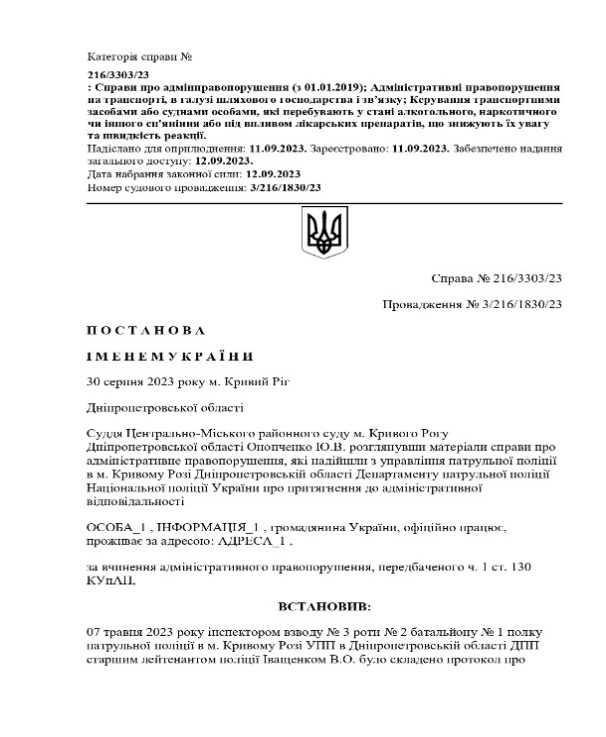 Категорія справи №
216/3303/23
: Справи про адмінправопорушення (з 01.01.2019); Адміністративні правопорушення
на транспорті, в галузі шляхового господарства і зв’язку; Керування транспортними
засобами або суднами особами, які перебувають у стані алкогольного, наркотичного
чи іншого сп’яніння або під впливом лікарських препаратів, що знижують їх увагу
та швидкість реакції.
Надіслано для оприлюднення: 11.09.2023. Зареєстровано: 11.09.2023. Забезпечено надання
загального доступу: 12.09.2023.
Дата набрання законної сили: 12.09.2023
Номер судового провадження: 3/216/1830/23
Справа № 216/3303/23
Провадження № 3/216/1830/23
П О С Т А Н О В А
І М Е Н Е М У К Р А Ї Н И
30 серпня 2023 року м. Кривий Ріг
Дніпропетровської області
Суддя Центрально-Міського районного суду м. Кривого Рогу
Дніпропетровської області Онопченко Ю.В. розглянувши матеріали справи про
адміністративне правопорушення, які надійшли з управління патрульної поліції
в м. Кривому Розі Дніпропетровській області Департаменту патрульної поліції
Національної поліції України про притягнення до адміністративної
відповідальності
ОСОБА_1 , ІНФОРМАЦІЯ_1 , громадянина України, офіційно працює,
проживає за адресою: АДРЕСА_1 ,
за вчинення адміністративного правопорушення, передбаченого ч. 1 ст. 130
КУпАП,
ВСТАНОВИВ:
07 травня 2023 року інспектором взводу № 3 роти № 2 батальйону № 1 полку
патрульної поліції в м. Кривому Розі УПП в Дніпропетровській області ДПП
старшим лейтенантом поліції Іващенком В.О. було складено протокол про